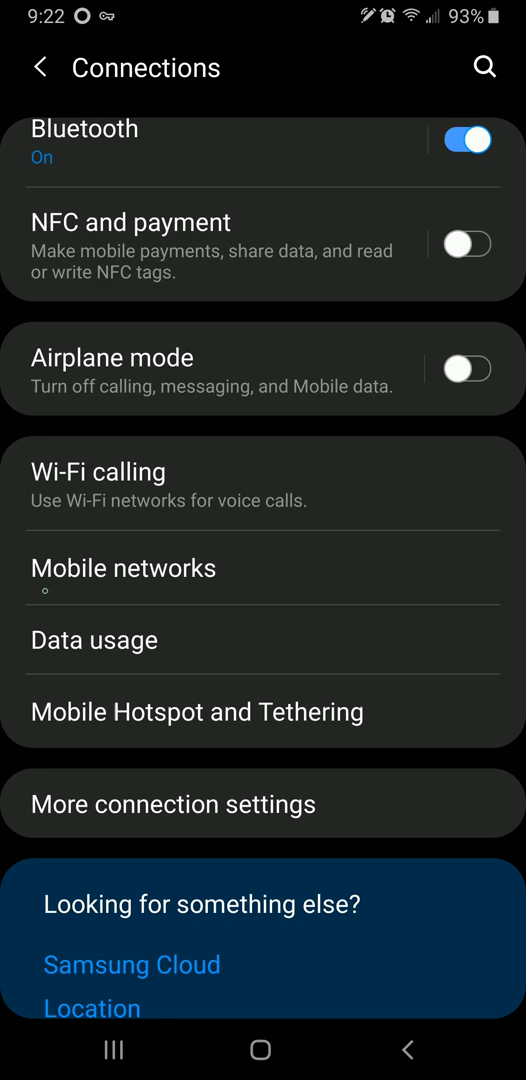 9:22 93%
Connections
Bluetooth
On
NFC and payment
Make mobile payments, share data, and read
or write NFC tags.
Airplane mode
Turn off calling, messaging, and Mobile data.
Wi-Fi calling
Use Wi-Fi networks for voice calls.
Mobile networks
Data usage
Mobile Hotspot and Tethering
More connection settings
Looking for something else?
Samsung Cloud
Location